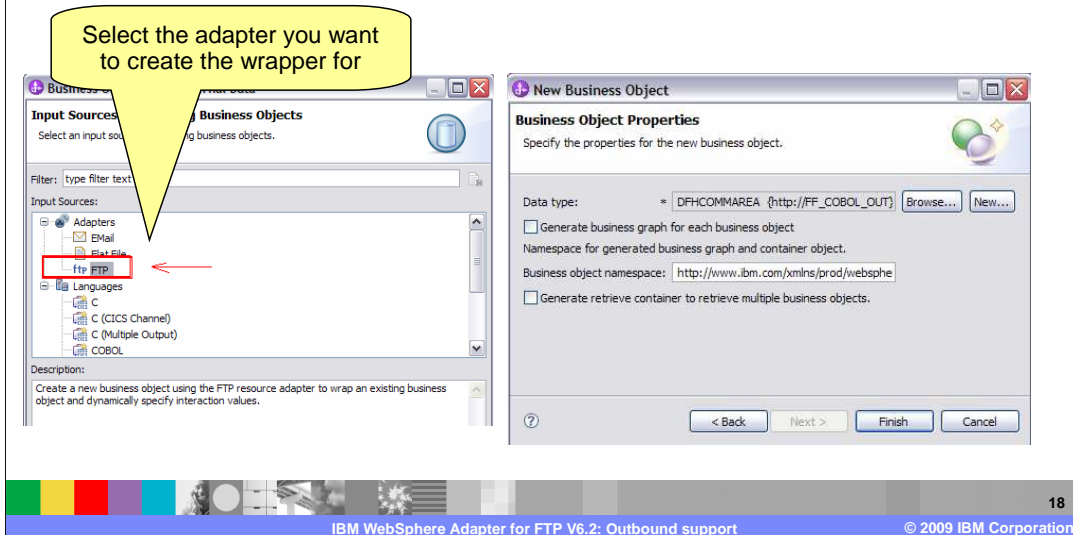 Select the adapter you want
to create the wrapper for
Input Sources
Business Objects
Select an input
business objects.
Filter: type filter text
Input Sources:
Adapters
EMail
Flat File
ftp FTP
Languages
C
C (CICS Channel)
C (Multiple Output)
COBOL
Description:
Create a new business object using the FTP resource adapter to wrap an existing business
object and dynamically specify interaction values.
New Business Object
Business Object Properties
Specify the properties for the new business object.
Data type: * DFHCOMMAREA {http://FF_COBOL_OUT} Browse... New...
Generate business graph for each business object
Namespace for generated business graph and container object.
Business object namespace: http://www.ibm.com/xmlns/prod/websphe
Generate retrieve container to retrieve multiple business objects.
< Back Next > Finish Cancel
18
IBM WebSphere Adapter for FTP V6.2: Outbound support © 2009 IBM Corporation